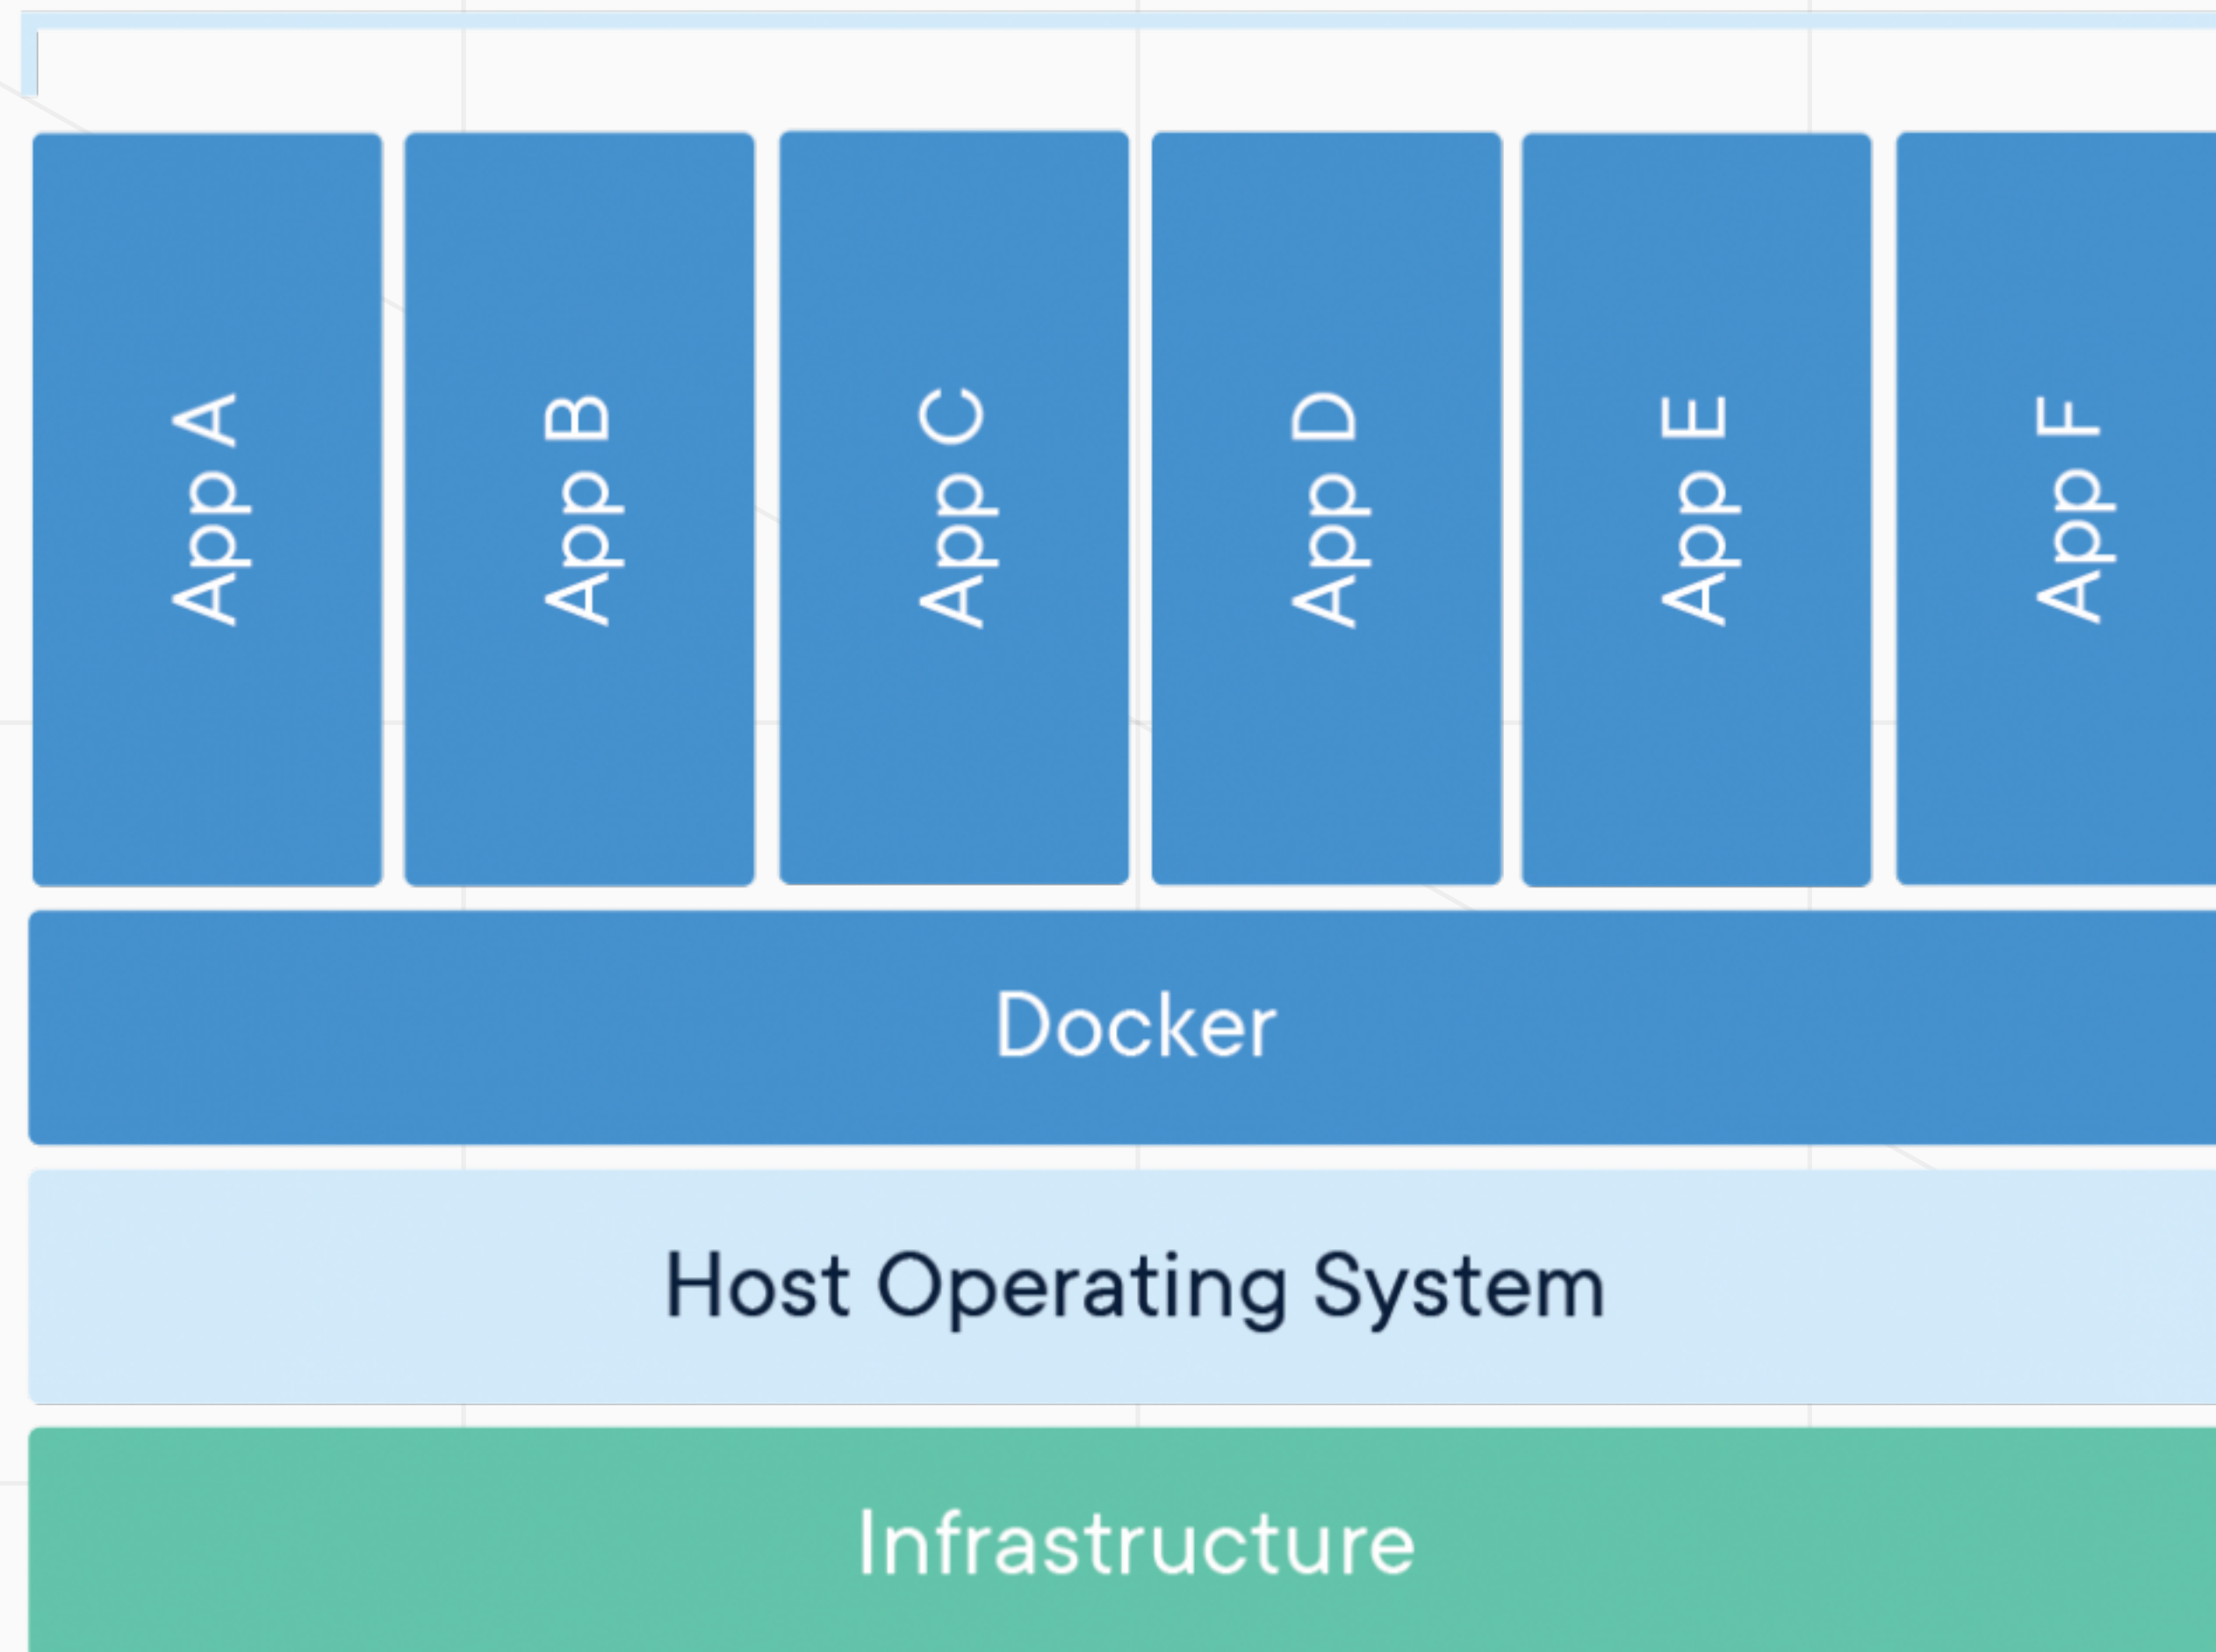 App A
App B
App C
App D
App E
App F
Docker
Host Operating System
Infrastructure